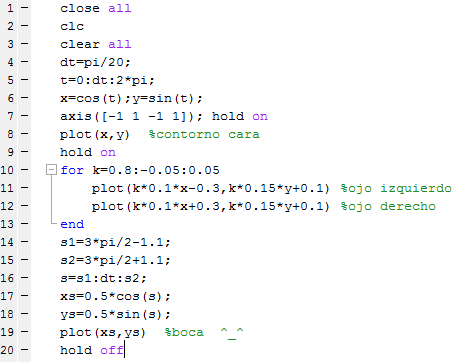 1 - close all
2 - clc
3 - clear all
4 - dt=pi/20;
5 - t=0:dt:2*pi;
6 - x=cos(t);y=sin(t);
7 - axis([-1 1 -1 1]); hold on
8 - plot(x,y)  %contorno cara
9 - hold on
10 - for k=0.8:-0.05:0.05
11 -     plot(k*0.1*x-0.3,k*0.15*y+0.1) %ojo izquierdo
12 -     plot(k*0.1*x+0.3,k*0.15*y+0.1) %ojo derecho
13 - end
14 - s1=3*pi/2-1.1;
15 - s2=3*pi/2+1.1;
16 - s=s1:dt:s2;
17 - xs=0.5*cos(s);
18 - ys=0.5*sin(s);
19 - plot(xs,ys)  %boca  ^_^
20 - hold off